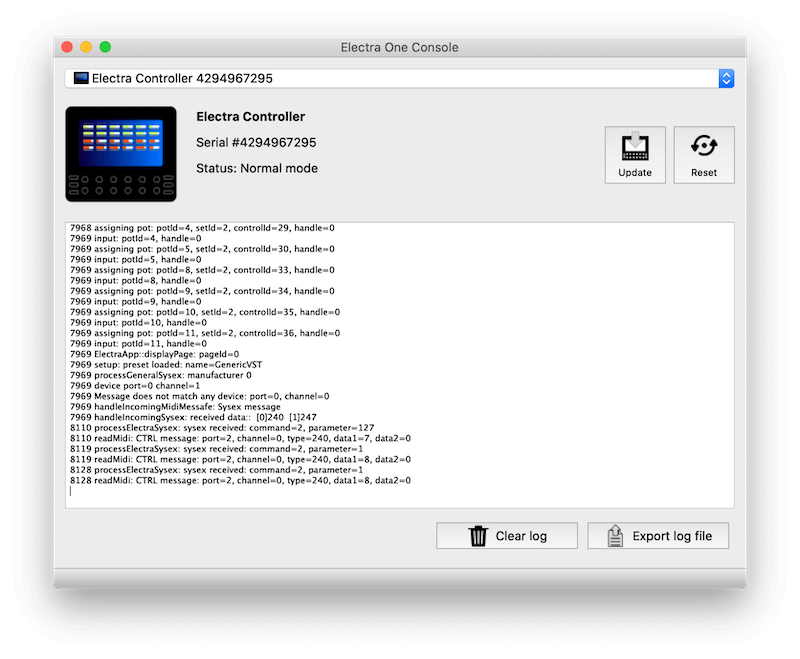 Electra One Console
Electra Controller 4294967295
Electra Controller
Serial #4294967295
Status: Normal mode
Update
Reset
7968 assigning pot: potId=4, setId=2, controlId=29, handle=0
7969 input: potId=4, handle=0
7969 assigning pot: potId=5, setId=2, controlId=30, handle=0
7969 input: potId=5, handle=0
7969 assigning pot: potId=8, setId=2, controlId=33, handle=0
7969 input: potId=8, handle=0
7969 assigning pot: potId=9, setId=2, controlId=34, handle=0
7969 input: potId=9, handle=0
7969 assigning pot: potId=10, setId=2, controlId=35, handle=0
7969 input: potId=10, handle=0
7969 assigning pot: potId=11, setId=2, controlId=36, handle=0
7969 input: potId=11, handle=0
7969 ElectraApp::displayPage: pageId=0
7969 setup: preset loaded: name=GenericVST
7969 processGeneralSysex: manufacturer 0
7969 device port=0 channel=1
7969 Message does not match any device: port=0, channel=0
7969 handleIncomingMidiMessafe: Sysex message
7969 handleIncomingSysex: received data:: [0]240 [1]247
8110 processElectraSysex: sysex received: command=2, parameter=127
8110 readMidi: CTRL message: port=2, channel=0, type=240, data1=7, data2=0
8119 processElectraSysex: sysex received: command=2, parameter=1
8119 readMidi: CTRL message: port=2, channel=0, type=240, data1=8, data2=0
8128 processElectraSysex: sysex received: command=2, parameter=1
8128 readMidi: CTRL message: port=2, channel=0, type=240, data1=8, data2=0
Clear log
Export log file